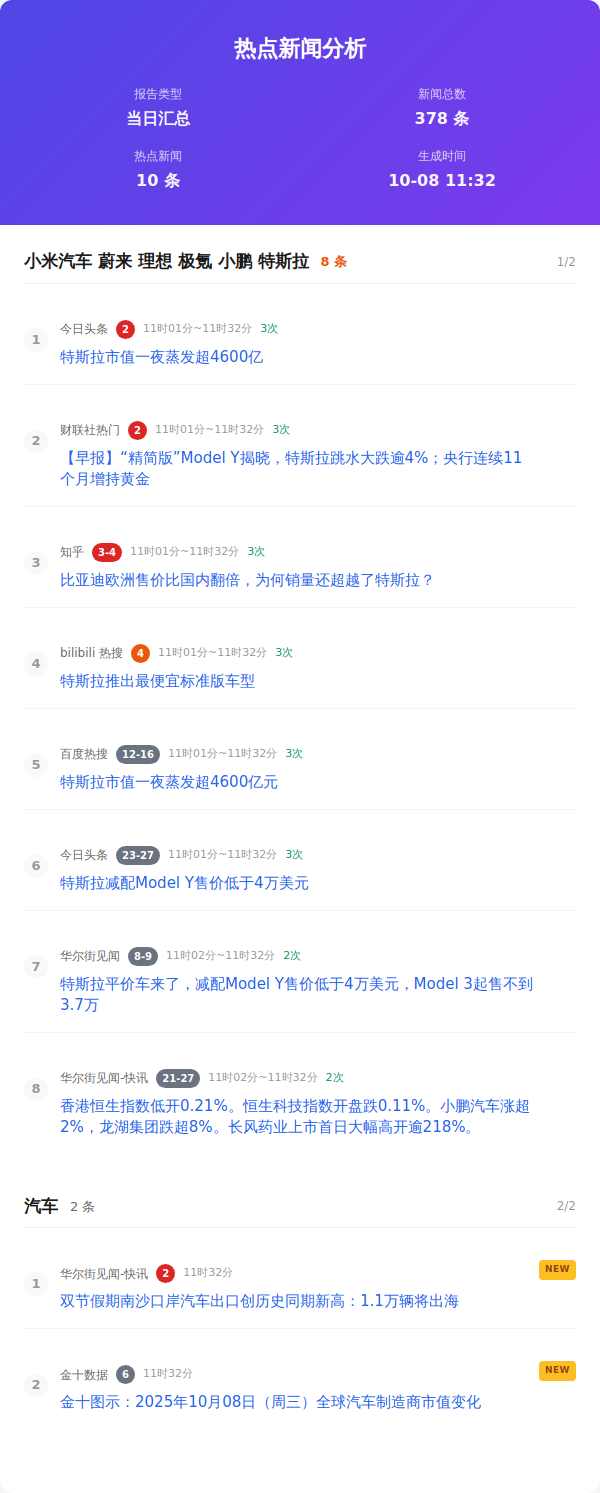 热点新闻分析
报告类型
新闻总数
当日汇总
378 条
热点新闻
生成时间
10 条
10-08 11:32
小米汽车 蔚来 理想 极氪 小鹏 特斯拉 8 条 1/2
1
今日头条 2 11时01分~11时32分 3次
特斯拉市值一夜蒸发超4600亿
2
财联社热门 2 11时01分~11时32分 3次
【早报】“精简版”Model Y揭晓，特斯拉跳水大跌逾4%；央行连续11
个月增持黄金
3
知乎 3-4 11时01分~11时32分 3次
比亚迪欧洲售价比国内翻倍，为何销量还超越了特斯拉？
4
bilibili 热搜 4 11时01分~11时32分 3次
特斯拉推出最便宜标准版车型
5
百度热搜 12-16 11时01分~11时32分 3次
特斯拉市值一夜蒸发超4600亿元
6
今日头条 23-27 11时01分~11时32分 3次
特斯拉减配Model Y售价低于4万美元
7
华尔街见闻 8-9 11时02分~11时32分 2次
特斯拉平价车来了，减配Model Y售价低于4万美元，Model 3起售不到
3.7万
8
华尔街见闻-快讯 21-27 11时02分~11时32分 2次
香港恒生指数低开0.21%。恒生科技指数开盘跌0.11%。小鹏汽车涨超
2%，龙湖集团跌超8%。长风药业上市首日大幅高开逾218%。
汽车 2 条 2/2
1
华尔街见闻-快讯 2 11时32分 NEW
双节假期南沙口岸汽车出口创历史同期新高：1.1万辆将出海
2
金十数据 6 11时32分 NEW
金十图示：2025年10月08日（周三）全球汽车制造商市值变化